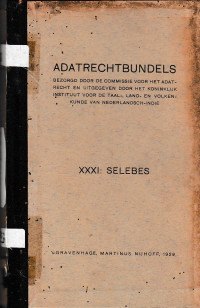 ADATRECHTBUNDELS
BEZORGD DOOR DE COMMISSIE VOOR HET ADAT-
RECHT EN UITGEGEVEN DOOR HET KONINKLIJK
INSTITUUT VOOR DE TAAL-, LAND- EN VOLKEN-
KUNDE VAN NEDERLANDSCH-INDIË
XXXI: SELEBES
'S-GRAVENHAGE, MARTINUS NIJHOFF, 1929